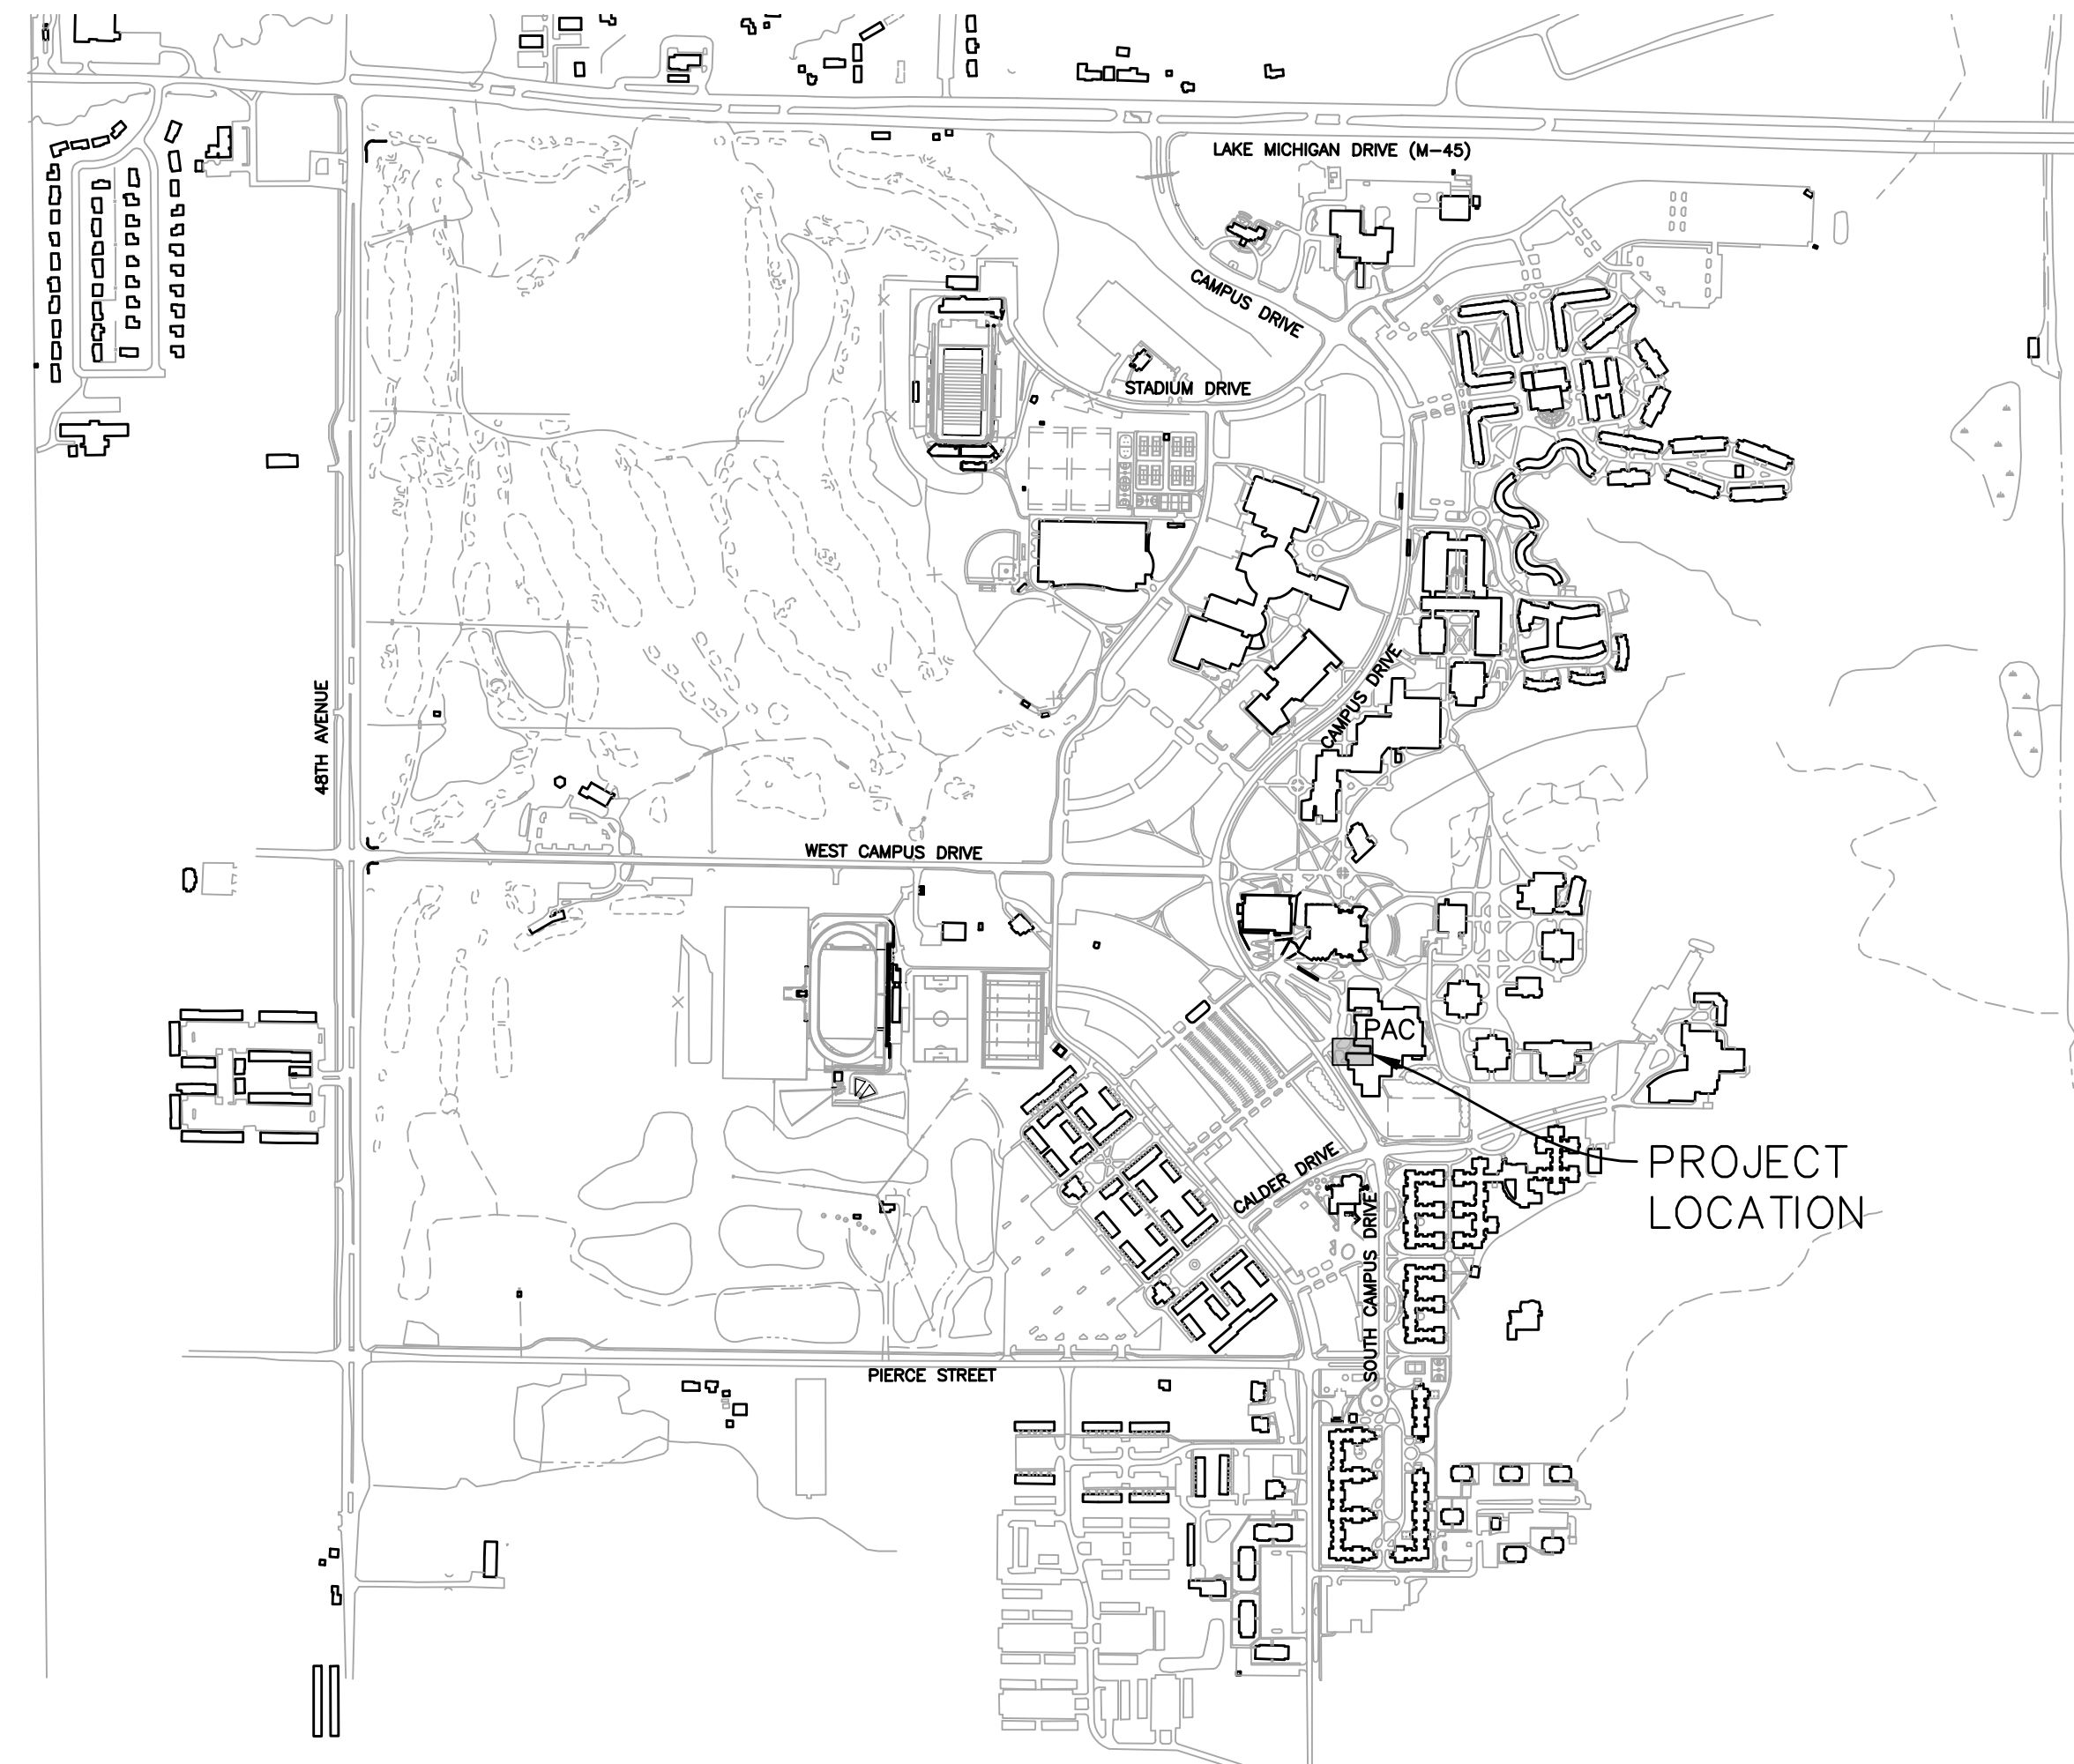 LAKE MICHIGAN DRIVE (M-45)
CAMPUS DRIVE
STADIUM DRIVE
CAMPUS DRIVE
48TH AVENUE
WEST CAMPUS DRIVE
PAC
PROJECT
LOCATION
CALDER DRIVE
SOUTH CAMPUS DRIVE
PIERCE STREET